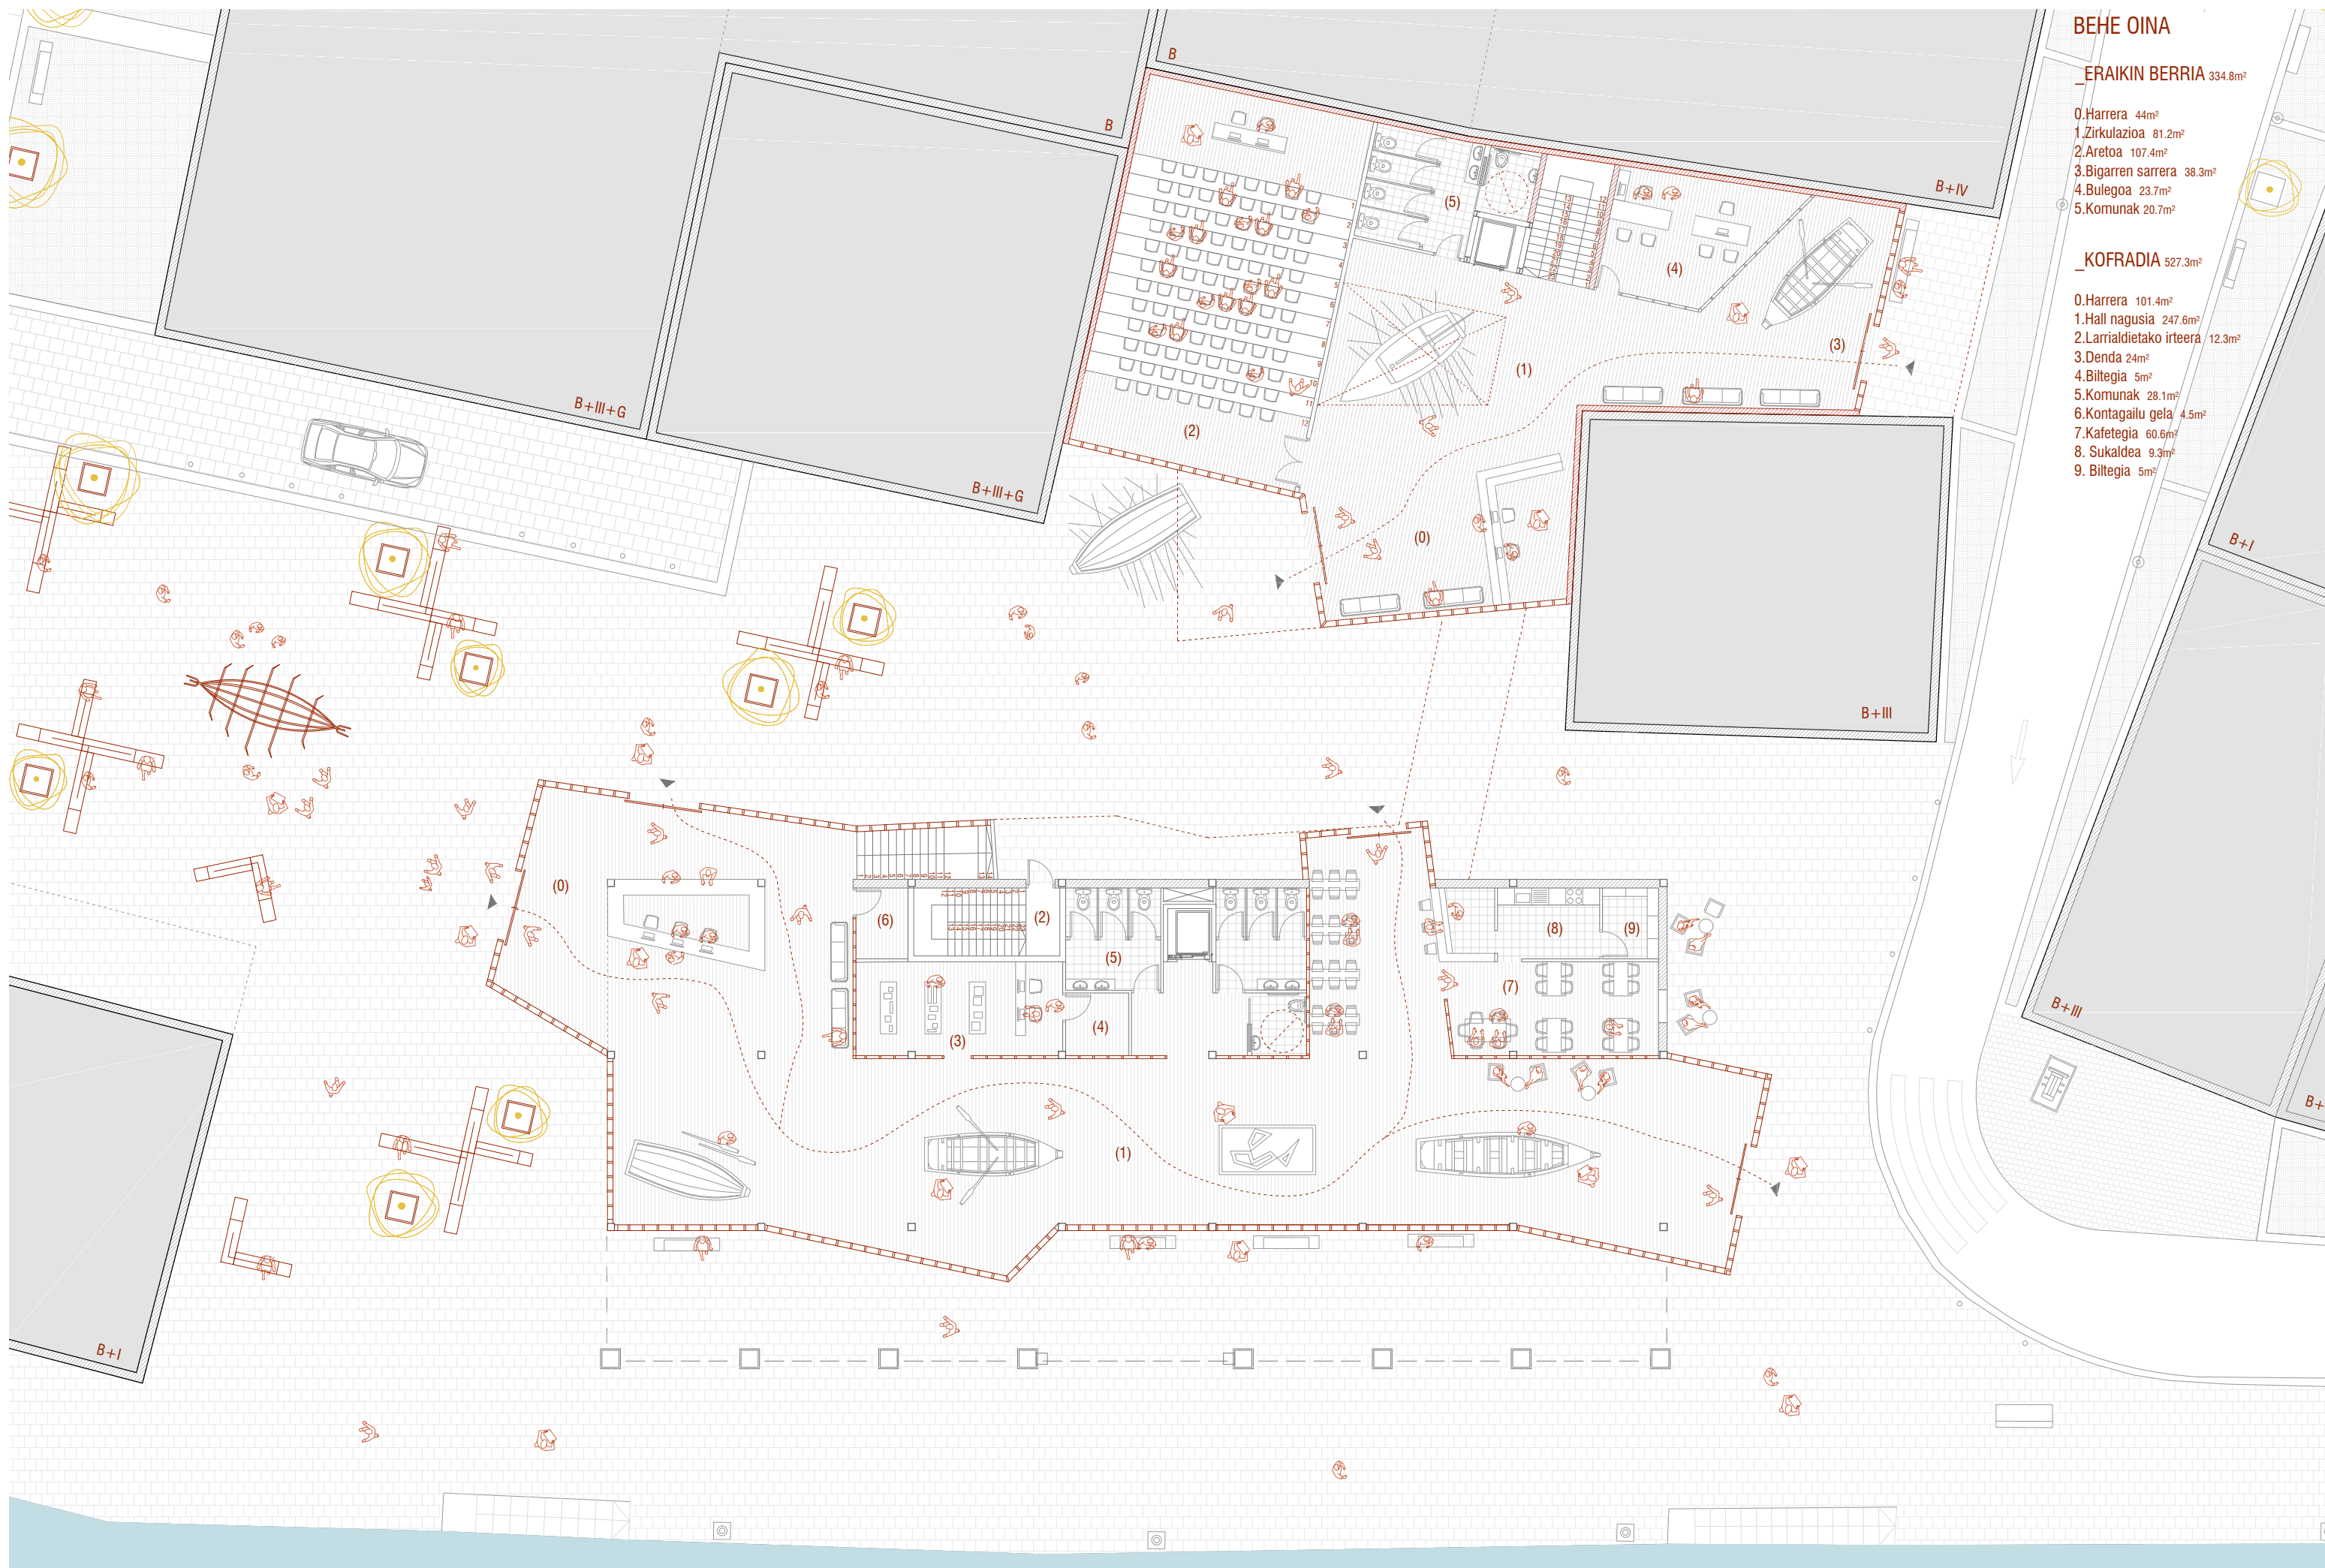 BEHE OINA
_ERAIKIN BERRIA 334.8m²
0.Harrera 44m²
1.Zirkulazioa 81.2m²
2.Aretoa 107.4m²
3.Bigarren sarrera 38.3m²
4.Bulegoa 23.7m²
5.Komunak 20.7m²
_KOFRADIA 527.3m²
0.Harrera 101.4m²
1.Hall nagusia 247.6m²
2.Larrialdietako irteera 12.3m²
3.Denda 24m²
4.Biltegia 5m²
5.Komunak 28.1m²
6.Kontagailu gela 4.5m²
7.Kafetegia 60.6m²
8. Sukaldea 9.3m²
9. Biltegia 5m²
B
B
B+IV
(5)
(4)
(3)
(1)
(2)
(0)
B+III+G
B+III+G
B+I
B+III
(0)
(6)
(2)
(5)
(8)
(9)
(7)
(3)
(4)
(1)
B+III
B+
B+I